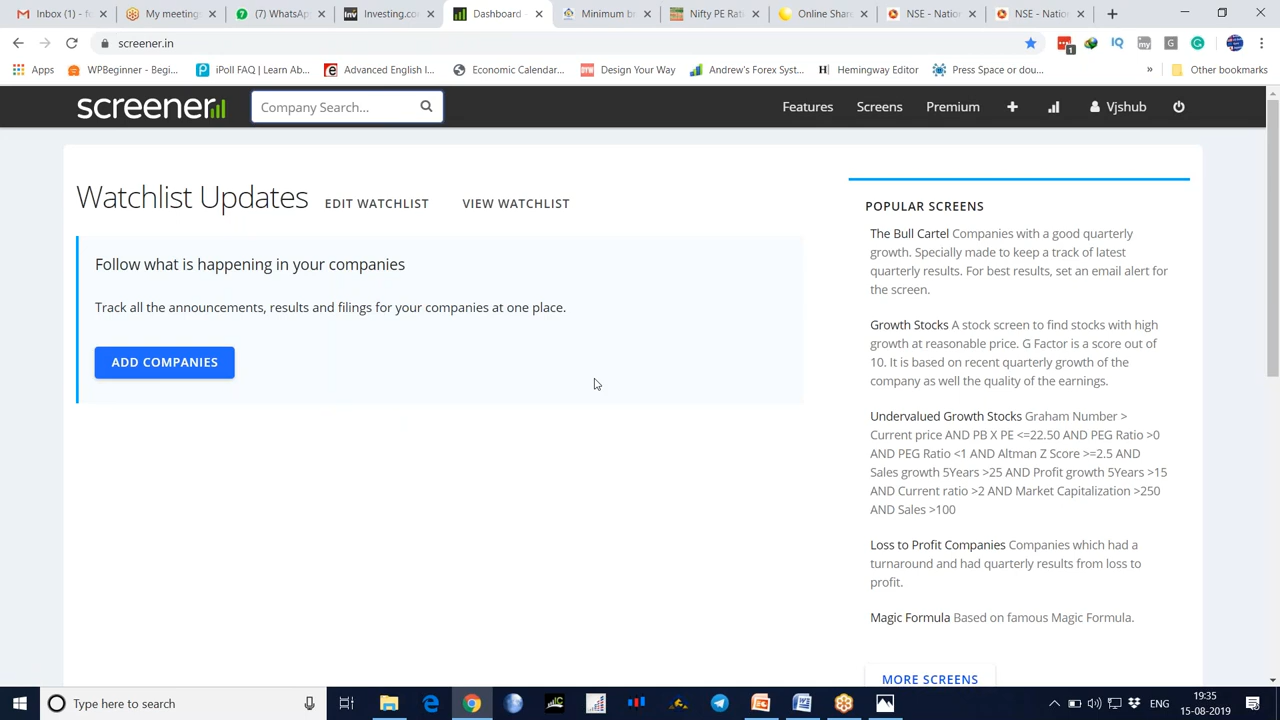 Inbox (1) - fo
My meetings
(7) WhatsAp
Investing.co
Dashboard -
Minimum br
Nifty PE Rati
Online Share
NSE - Nation
NSE - Nation
screener.in
1
Apps
WPBeginner - Begi...
iPoll FAQ | Learn Ab...
Advanced English I...
Economic Calendar...
Design Your Way
Andrew's Forex Syst...
Hemingway Editor
Press Space or dou...
»
Other bookmarks
screener
Company Search...
Features
Screens
Premium
Vjshub
Watchlist Updates
EDIT WATCHLIST
VIEW WATCHLIST
Follow what is happening in your companies
Track all the announcements, results and filings for your companies at one place.
ADD COMPANIES
POPULAR SCREENS
The Bull Cartel Companies with a good quarterly
growth. Specially made to keep a track of latest
quarterly results. For best results, set an email alert for
the screen.
Growth Stocks A stock screen to find stocks with high
growth at reasonable price. G Factor is a score out of
10. It is based on recent quarterly growth of the
company as well the quality of the earnings.
Undervalued Growth Stocks Graham Number >
Current price AND PB X PE <=22.50 AND PEG Ratio >0
AND PEG Ratio <1 AND Altman Z Score >=2.5 AND
Sales growth 5Years >25 AND Profit growth 5Years >15
AND Current ratio >2 AND Market Capitalization >250
AND Sales >100
Loss to Profit Companies Companies which had a
turnaround and had quarterly results from loss to
profit.
Magic Formula Based on famous Magic Formula.
MORE SCREENS
Type here to search
ENG
19:35
15-08-2019